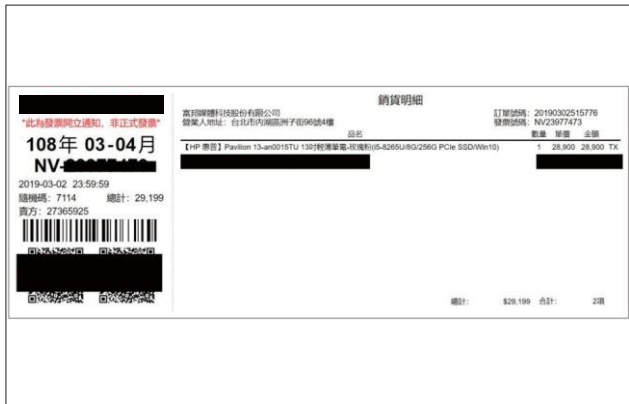 *此為發票開立通知，非正式發票*
108年 03-04月
NV-
2019-03-02 23:59:59
隨機碼：7114 總計：29,199
賣方：27365925
銷貨明細
富邦媒體科技股份有限公司 訂單號碼：20190302515776
營業人地址：台北市內湖區洲子街96號4樓 發票號碼：NV23977473
品名 數量 單價 金額
【HP 惠普】Pavilion 13-an0015TU 13吋輕薄筆電-玫瑰粉(i5-8265U/8G/256G PCIe SSD/Win10) 1 28,900 28,900 TX
總計： $29,199 合計： 2項